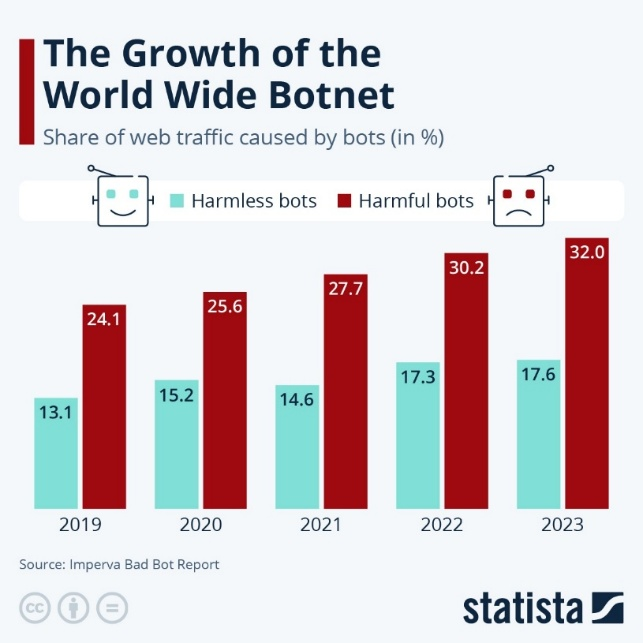 The Growth of the
World Wide Botnet
Share of web traffic caused by bots (in %)
Harmless bots Harmful bots
13.1 24.1 15.2 25.6 14.6 27.7 17.3 30.2 17.6 32.0
2019 2020 2021 2022 2023
Source: Imperva Bad Bot Report
cc
statista